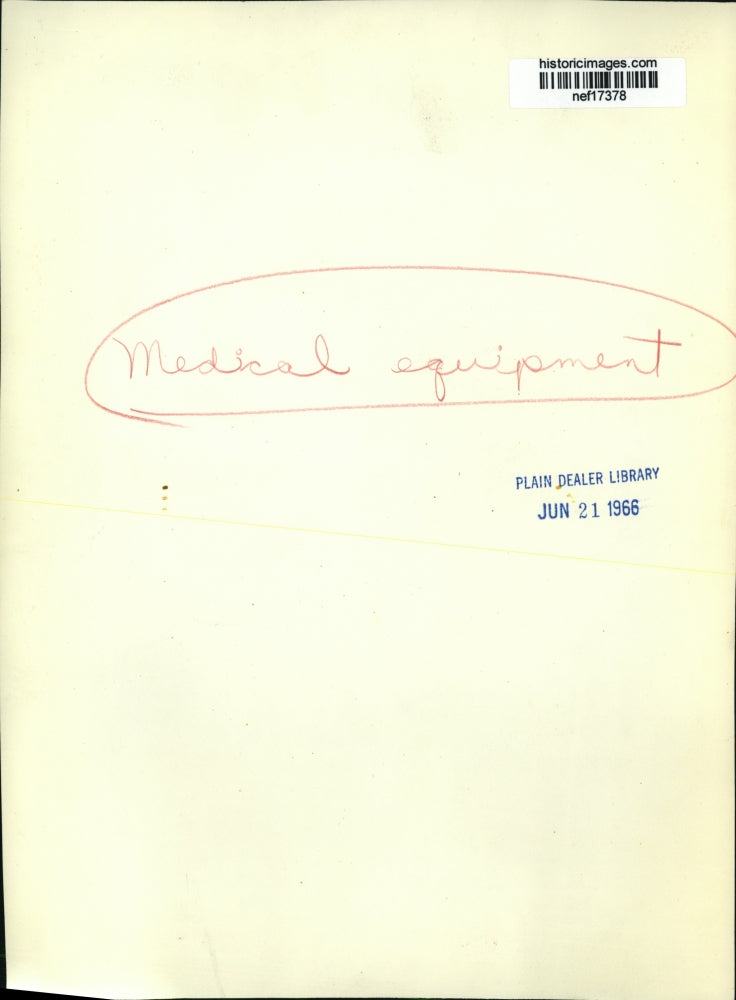 historicimages.com
nef17378
Medical equipment
PLAIN DEALER LIBRARY
JUN 21 1966